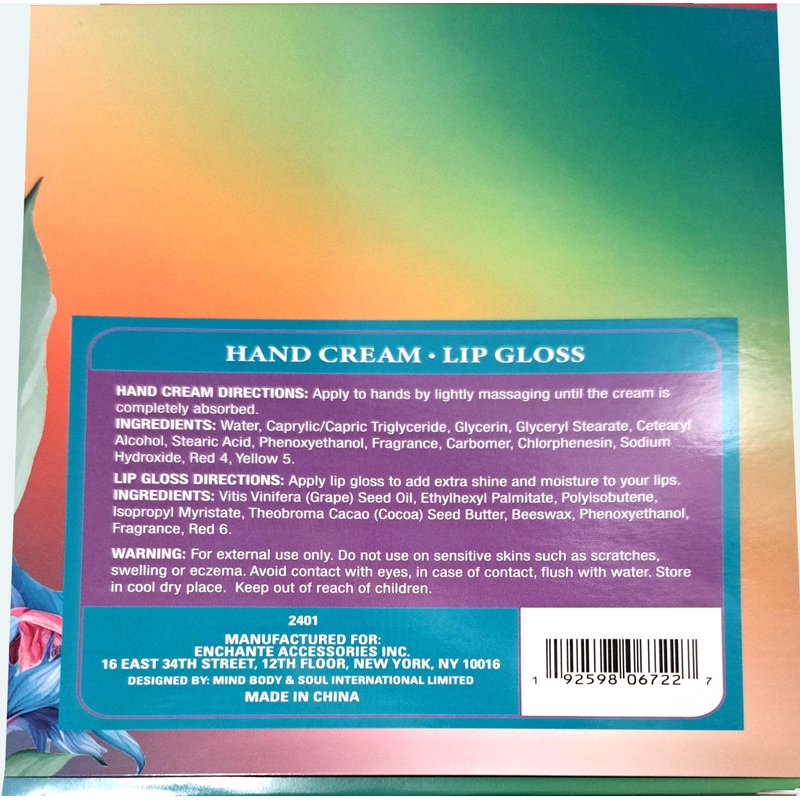 HAND CREAM • LIP GLOSS
HAND CREAM DIRECTIONS: Apply to hands by lightly massaging until the cream is
completely absorbed.
INGREDIENTS: Water, Caprylic/Capric Triglyceride, Glycerin, Glyceryl Stearate, Cetearyl
Alcohol, Stearic Acid, Phenoxyethanol, Fragrance, Carbomer, Chlorphenesin, Sodium
Hydroxide, Red 4, Yellow 5.
LIP GLOSS DIRECTIONS: Apply lip gloss to add extra shine and moisture to your lips.
INGREDIENTS: Vitis Vinifera (Grape) Seed Oil, Ethylhexyl Palmitate, Polyisobutene,
Isopropyl Myristate, Theobroma Cacao (Cocoa) Seed Butter, Beeswax, Phenoxyethanol,
Fragrance, Red 6.
WARNING: For external use only. Do not use on sensitive skins such as scratches,
swelling or eczema. Avoid contact with eyes, in case of contact, flush with water. Store
in cool dry place. Keep out of reach of children.
2401
MANUFACTURED FOR:
ENCHANTE ACCESSORIES INC.
16 EAST 34TH STREET, 12TH FLOOR, NEW YORK, NY 10016
DESIGNED BY: MIND BODY & SOUL INTERNATIONAL LIMITED
MADE IN CHINA
1 92598 06722 7